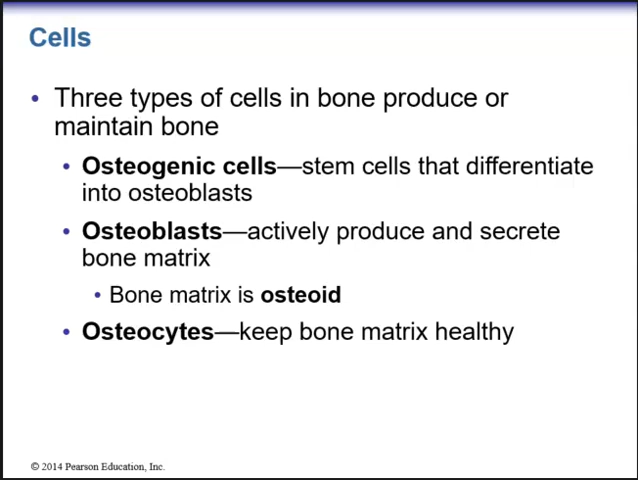 Cells
• Three types of cells in bone produce or
maintain bone
• Osteogenic cells—stem cells that differentiate
into osteoblasts
• Osteoblasts—actively produce and secrete
bone matrix
• Bone matrix is osteoid
• Osteocytes—keep bone matrix healthy
© 2014 Pearson Education, Inc.